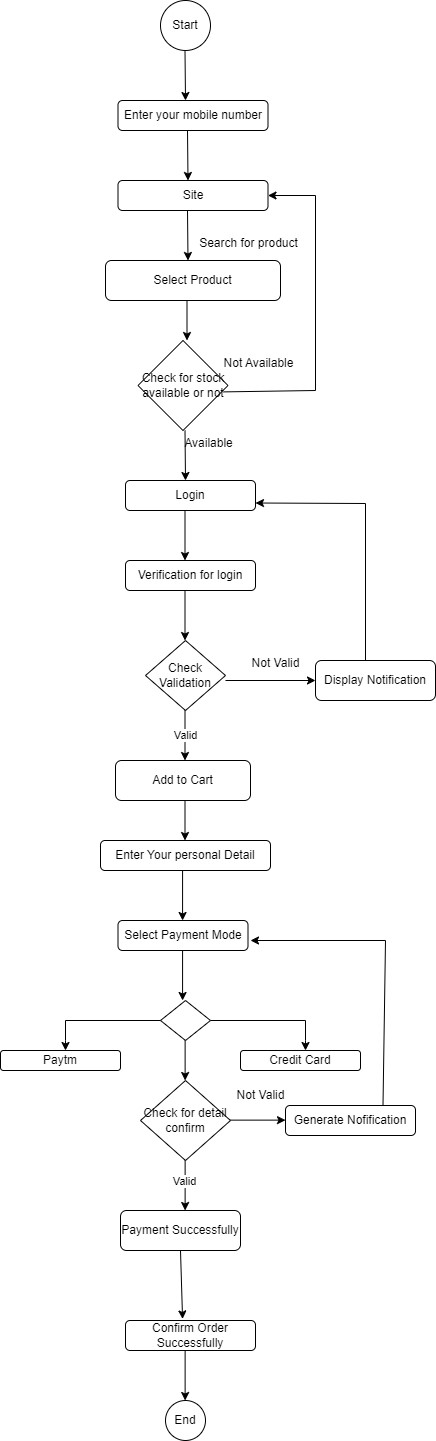 Start
Enter your mobile number
Site
Search for product
Select Product
Not Available
Check for stock
available or not
Available
Login
Verification for login
Not Valid
Check
Validation
Display Notification
Valid
Add to Cart
Enter Your personal Detail
Select Payment Mode
Paytm
Credit Card
Not Valid
Check for detail
confirm
Generate Nofification
Valid
Payment Successfully
Confirm Order
Successfully
End